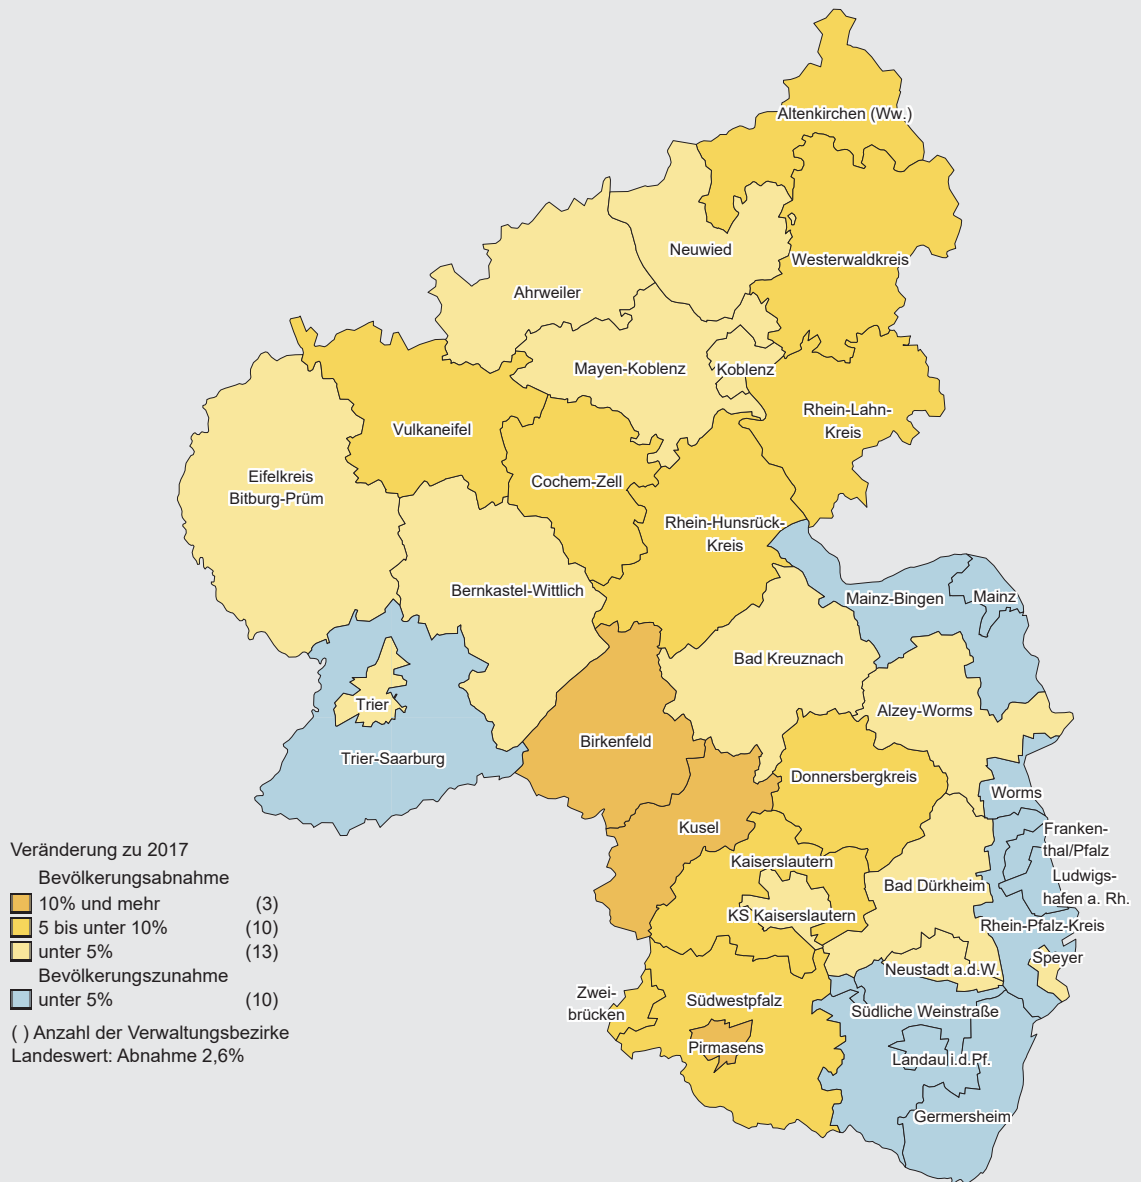 Altenkirchen (Ww.)
Neuwied
Westerwaldkreis
Ahrweiler
Mayen-Koblenz
Koblenz
Rhein-Lahn-
Kreis
Vulkaneifel
Eifelkreis
Bitburg-Prüm
Cochem-Zell
Rhein-Hunsrück-
Kreis
Bernkastel-Wittlich
Mainz-Bingen
Mainz
Bad Kreuznach
Trier
Alzey-Worms
Birkenfeld
Trier-Saarburg
Donnersbergkreis
Worms
Kusel
Franken-
thal/Pfalz
Kaiserslautern
Ludwigs-
hafen a. Rh.
Bad Dürkheim
KS Kaiserslautern
Rhein-Pfalz-Kreis
Speyer
Neustadt a.d.W.
Zwei-
brücken
Südwestpfalz
Südliche Weinstraße
Pirmasens
Landau i.d.Pf.
Germersheim
Veränderung zu 2017
Bevölkerungsabnahme
10% und mehr (3)
5 bis unter 10% (10)
unter 5% (13)
Bevölkerungszunahme
unter 5% (10)
( ) Anzahl der Verwaltungsbezirke
Landeswert: Abnahme 2,6%